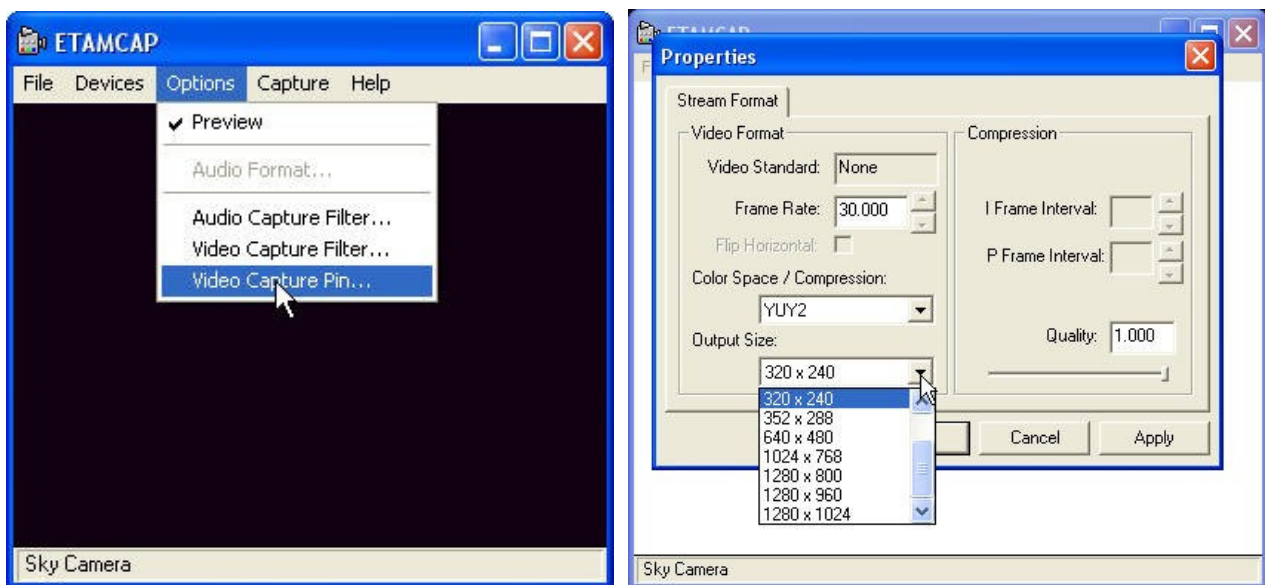 ETAMCAP
File Devices Options Capture Help
Preview
Audio Format...
Audio Capture Filter...
Video Capture Filter...
Video Capture Pin...
Sky Camera
ETAMCAP
Properties
Stream Format
Video Format
Video Standard: None
Frame Rate: 30.000
Flip Horizontal:
Color Space / Compression:
YUY2
Output Size:
320 x 240
320 x 240
352 x 288
640 x 480
1024 x 768
1280 x 800
1280 x 960
1280 x 1024
Compression
I Frame Interval:
P Frame Interval:
Quality: 1.000
Cancel Apply
Sky Camera